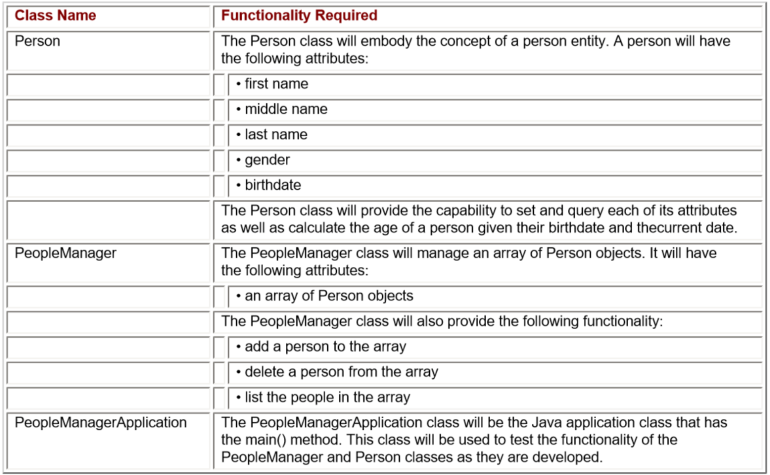 Class Name
Functionality Required
Person
The Person class will embody the concept of a person entity. A person will have
the following attributes:
• first name
• middle name
• last name
• gender
• birthdate
The Person class will provide the capability to set and query each of its attributes
as well as calculate the age of a person given their birthdate and thecurrent date.
PeopleManager
The PeopleManager class will manage an array of Person objects. It will have
the following attributes:
• an array of Person objects
The PeopleManager class will also provide the following functionality:
• add a person to the array
• delete a person from the array
• list the people in the array
PeopleManagerApplication
The PeopleManagerApplication class will be the Java application class that has
the main() method. This class will be used to test the functionality of the
PeopleManager and Person classes as they are developed.